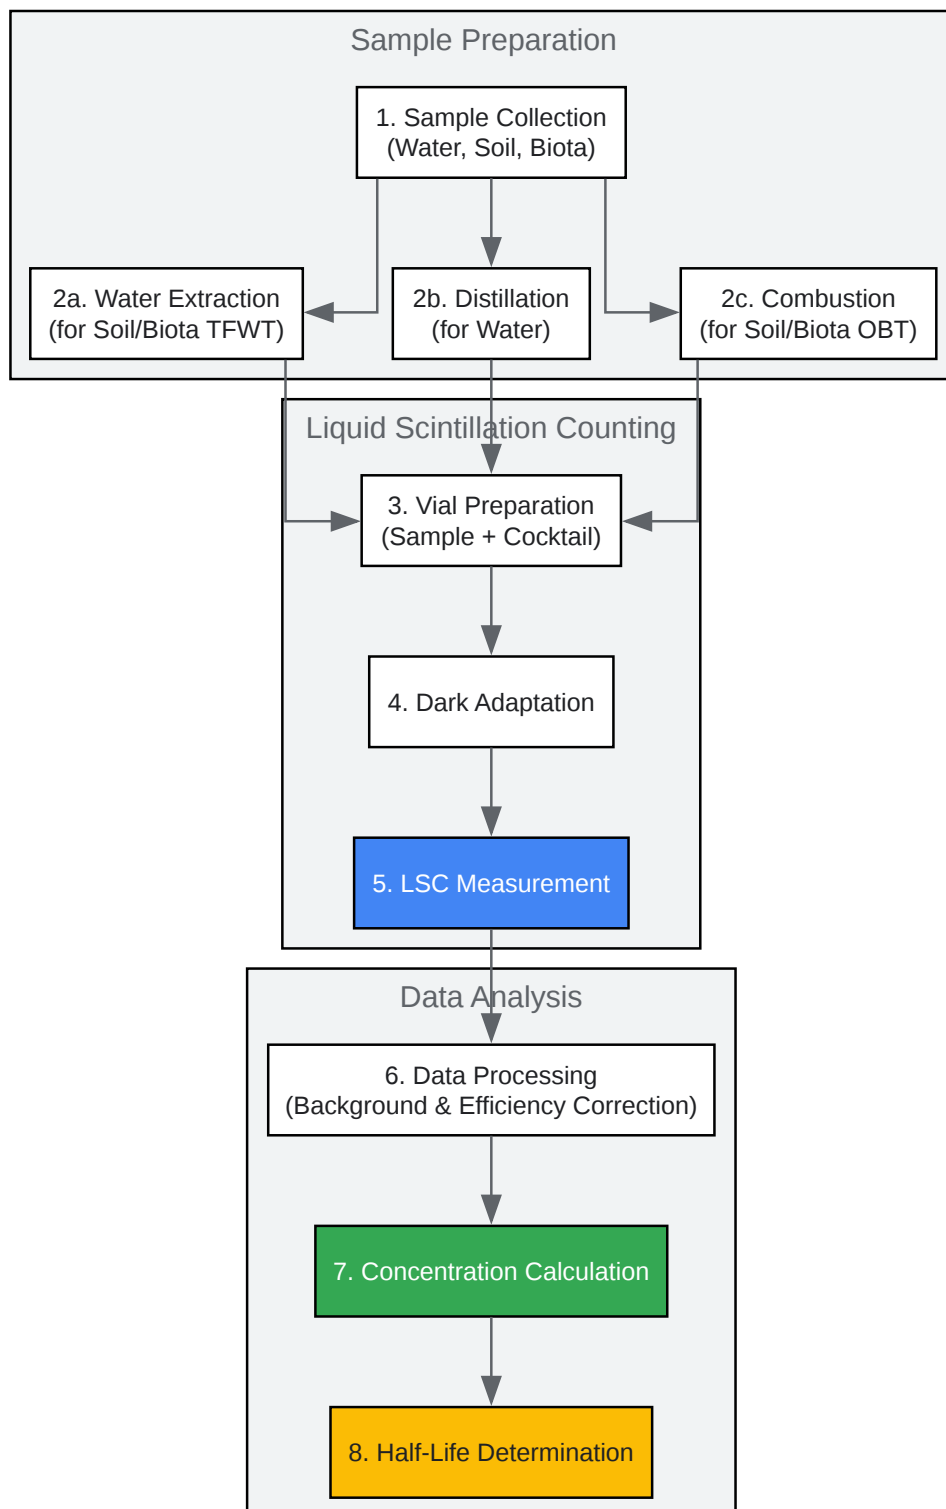 Sample Preparation
1. Sample Collection
(Water, Soil, Biota)
2a. Water Extraction
(for Soil/Biota TFWT)
2b. Distillation
(for Water)
2c. Combustion
(for Soil/Biota OBT)
Liquid Scintillation Counting
3. Vial Preparation
(Sample + Cocktail)
4. Dark Adaptation
5. LSC Measurement
Data Analysis
6. Data Processing
(Background & Efficiency Correction)
7. Concentration Calculation
8. Half-Life Determination